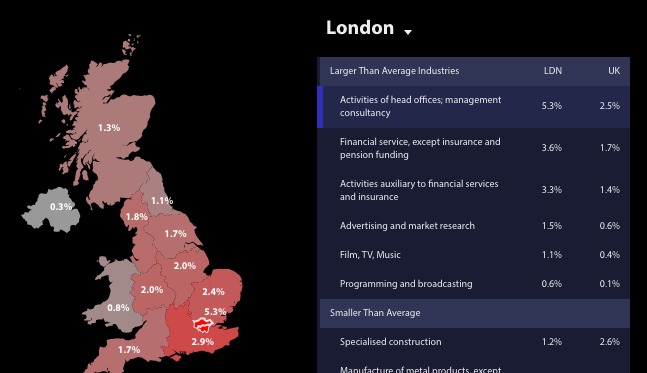 London
Larger Than Average Industries LDN UK
Activities of head offices; management
consultancy
5.3% 2.5%
Financial service, except insurance and
pension funding
3.6% 1.7%
Activities auxiliary to financial services
and insurance
3.3% 1.4%
Advertising and market research 1.5% 0.6%
Film, TV, Music 1.1% 0.4%
Programming and broadcasting 0.6% 0.1%
Smaller Than Average
Specialised construction 1.2% 2.6%
Manufacture of metal products, except
1.3%
0.3%
1.1%
1.8%
1.7%
2.0%
2.0%
2.4%
0.8%
5.3%
2.9%
1.7%